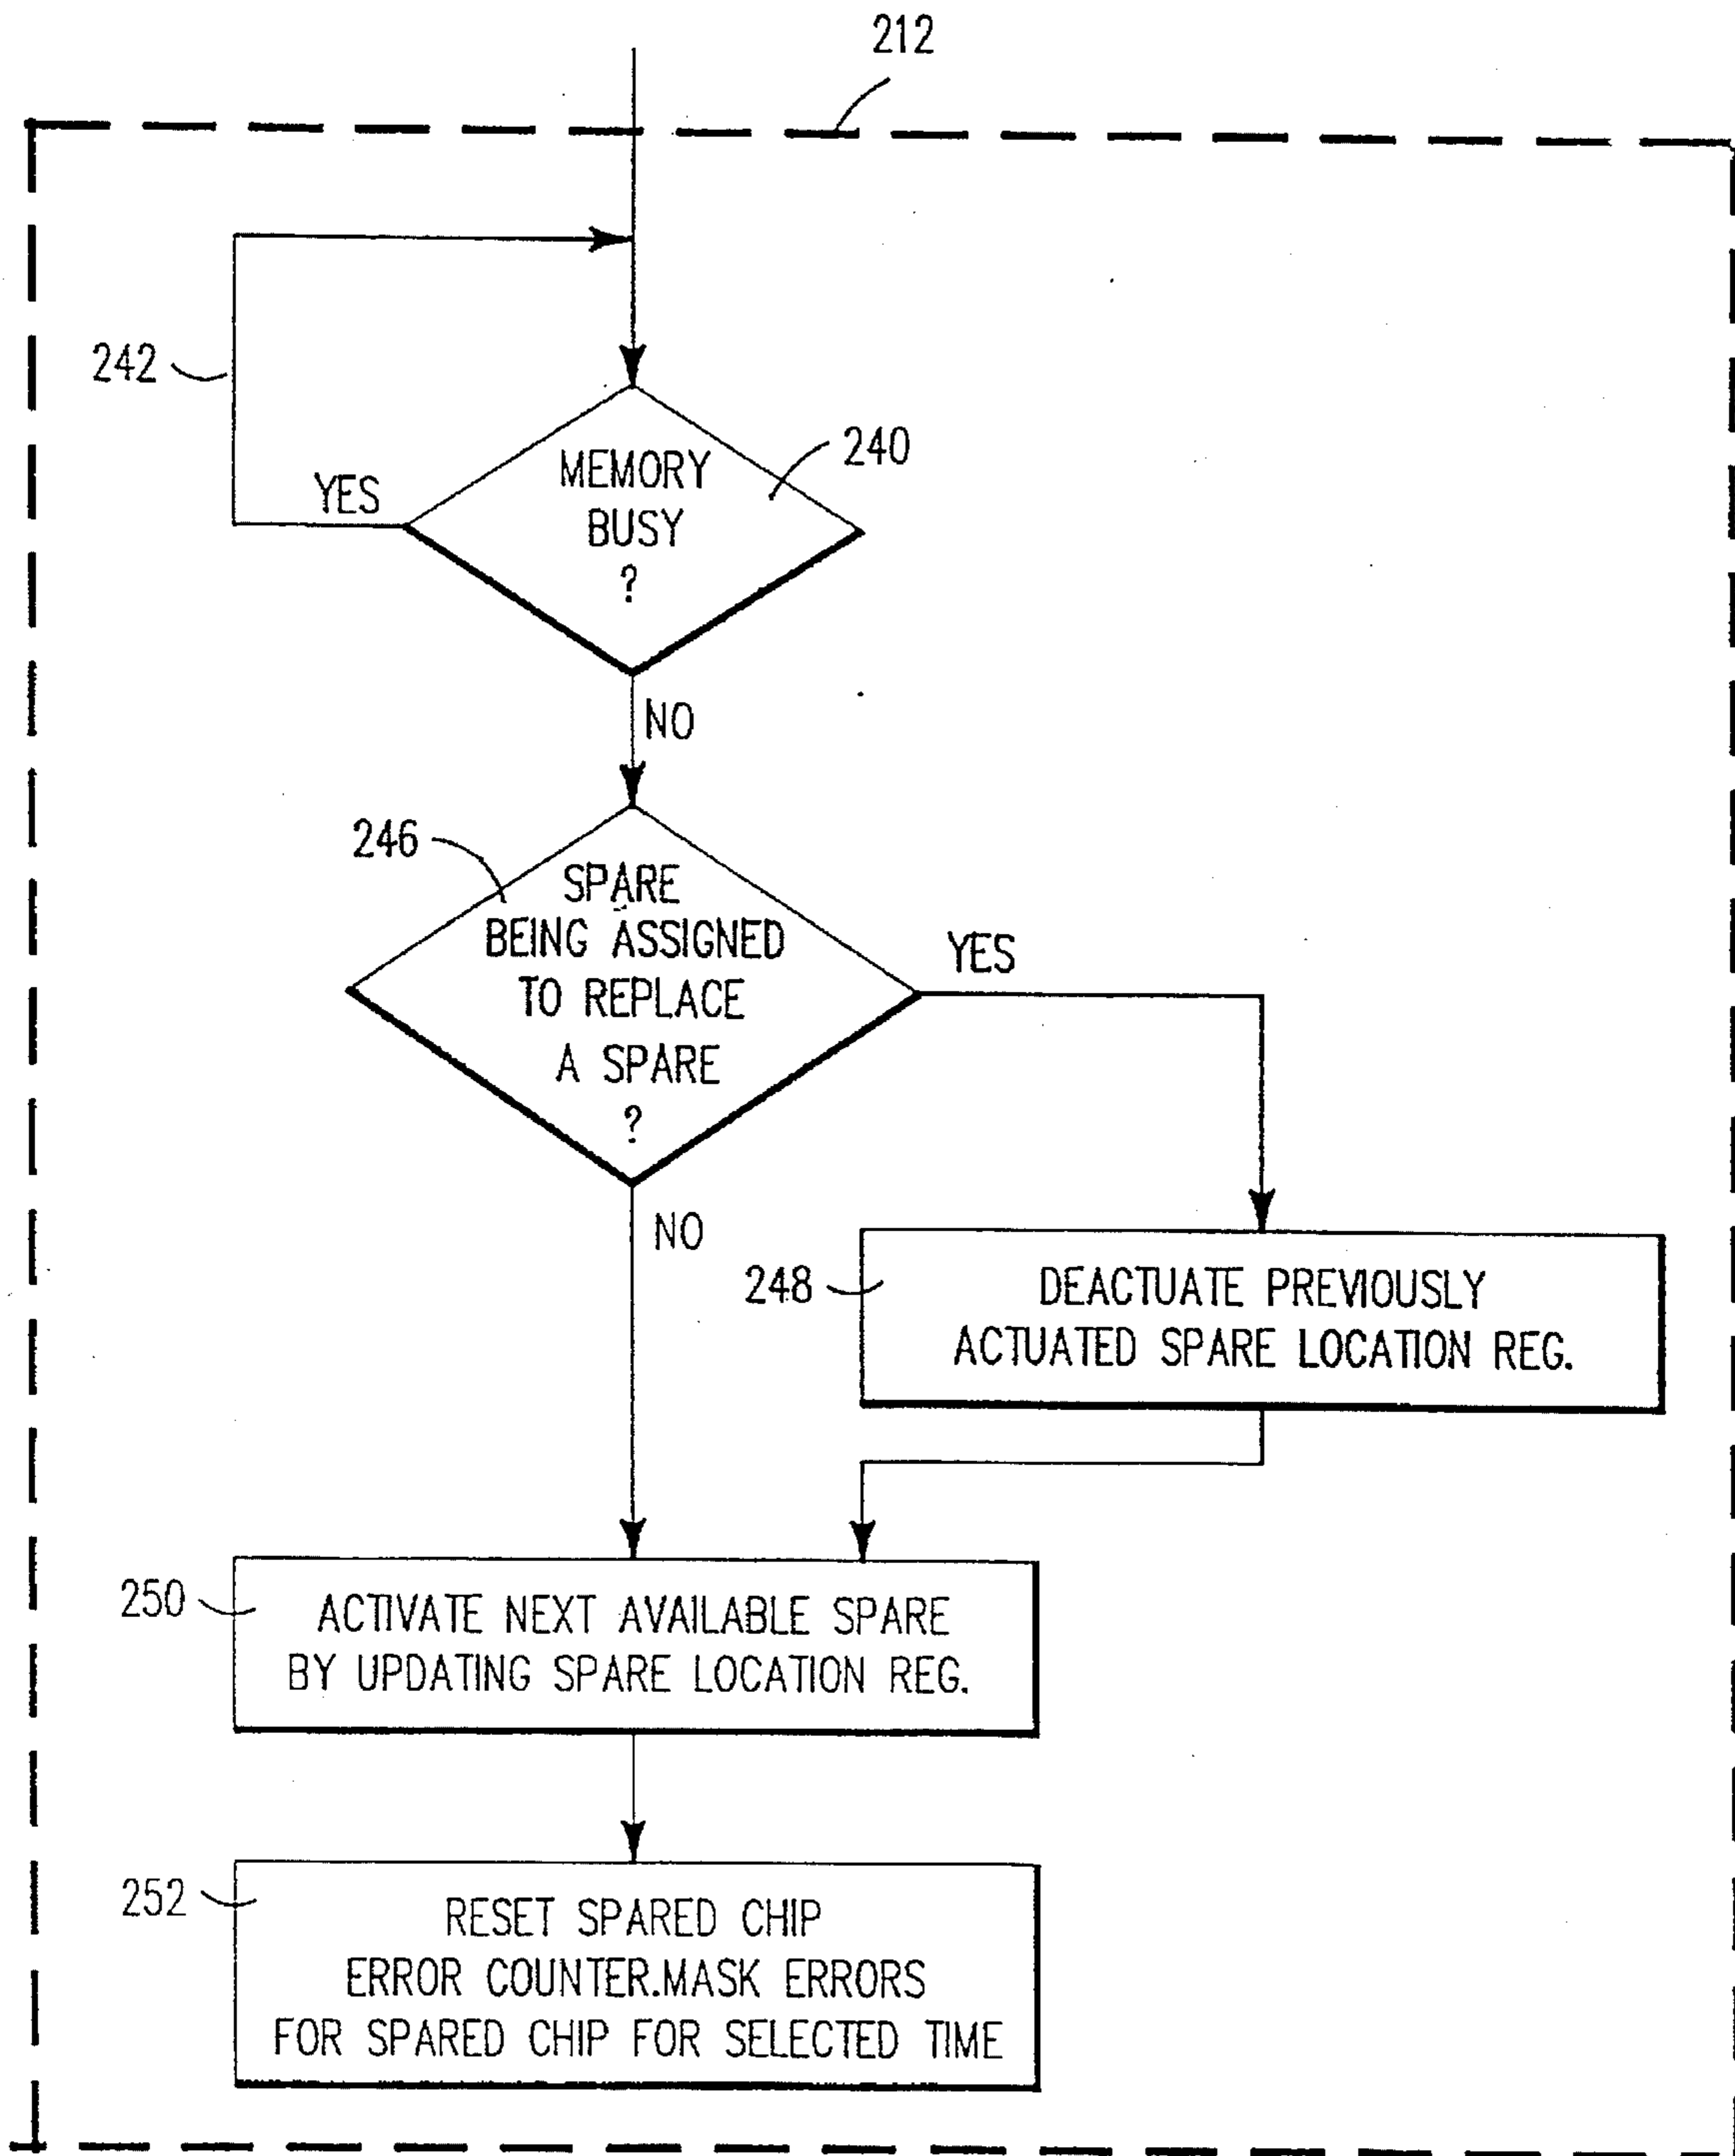 212
242
240
MEMORY
BUSY
?
YES
NO
246
SPARE
BEING ASSIGNED
TO REPLACE
A SPARE
?
YES
NO
248
DEACTUATE PREVIOUSLY
ACTUATED SPARE LOCATION REG.
250
ACTIVATE NEXT AVAILABLE SPARE
BY UPDATING SPARE LOCATION REG.
252
RESET SPARED CHIP
ERROR COUNTER.MASK ERRORS
FOR SPARED CHIP FOR SELECTED TIME